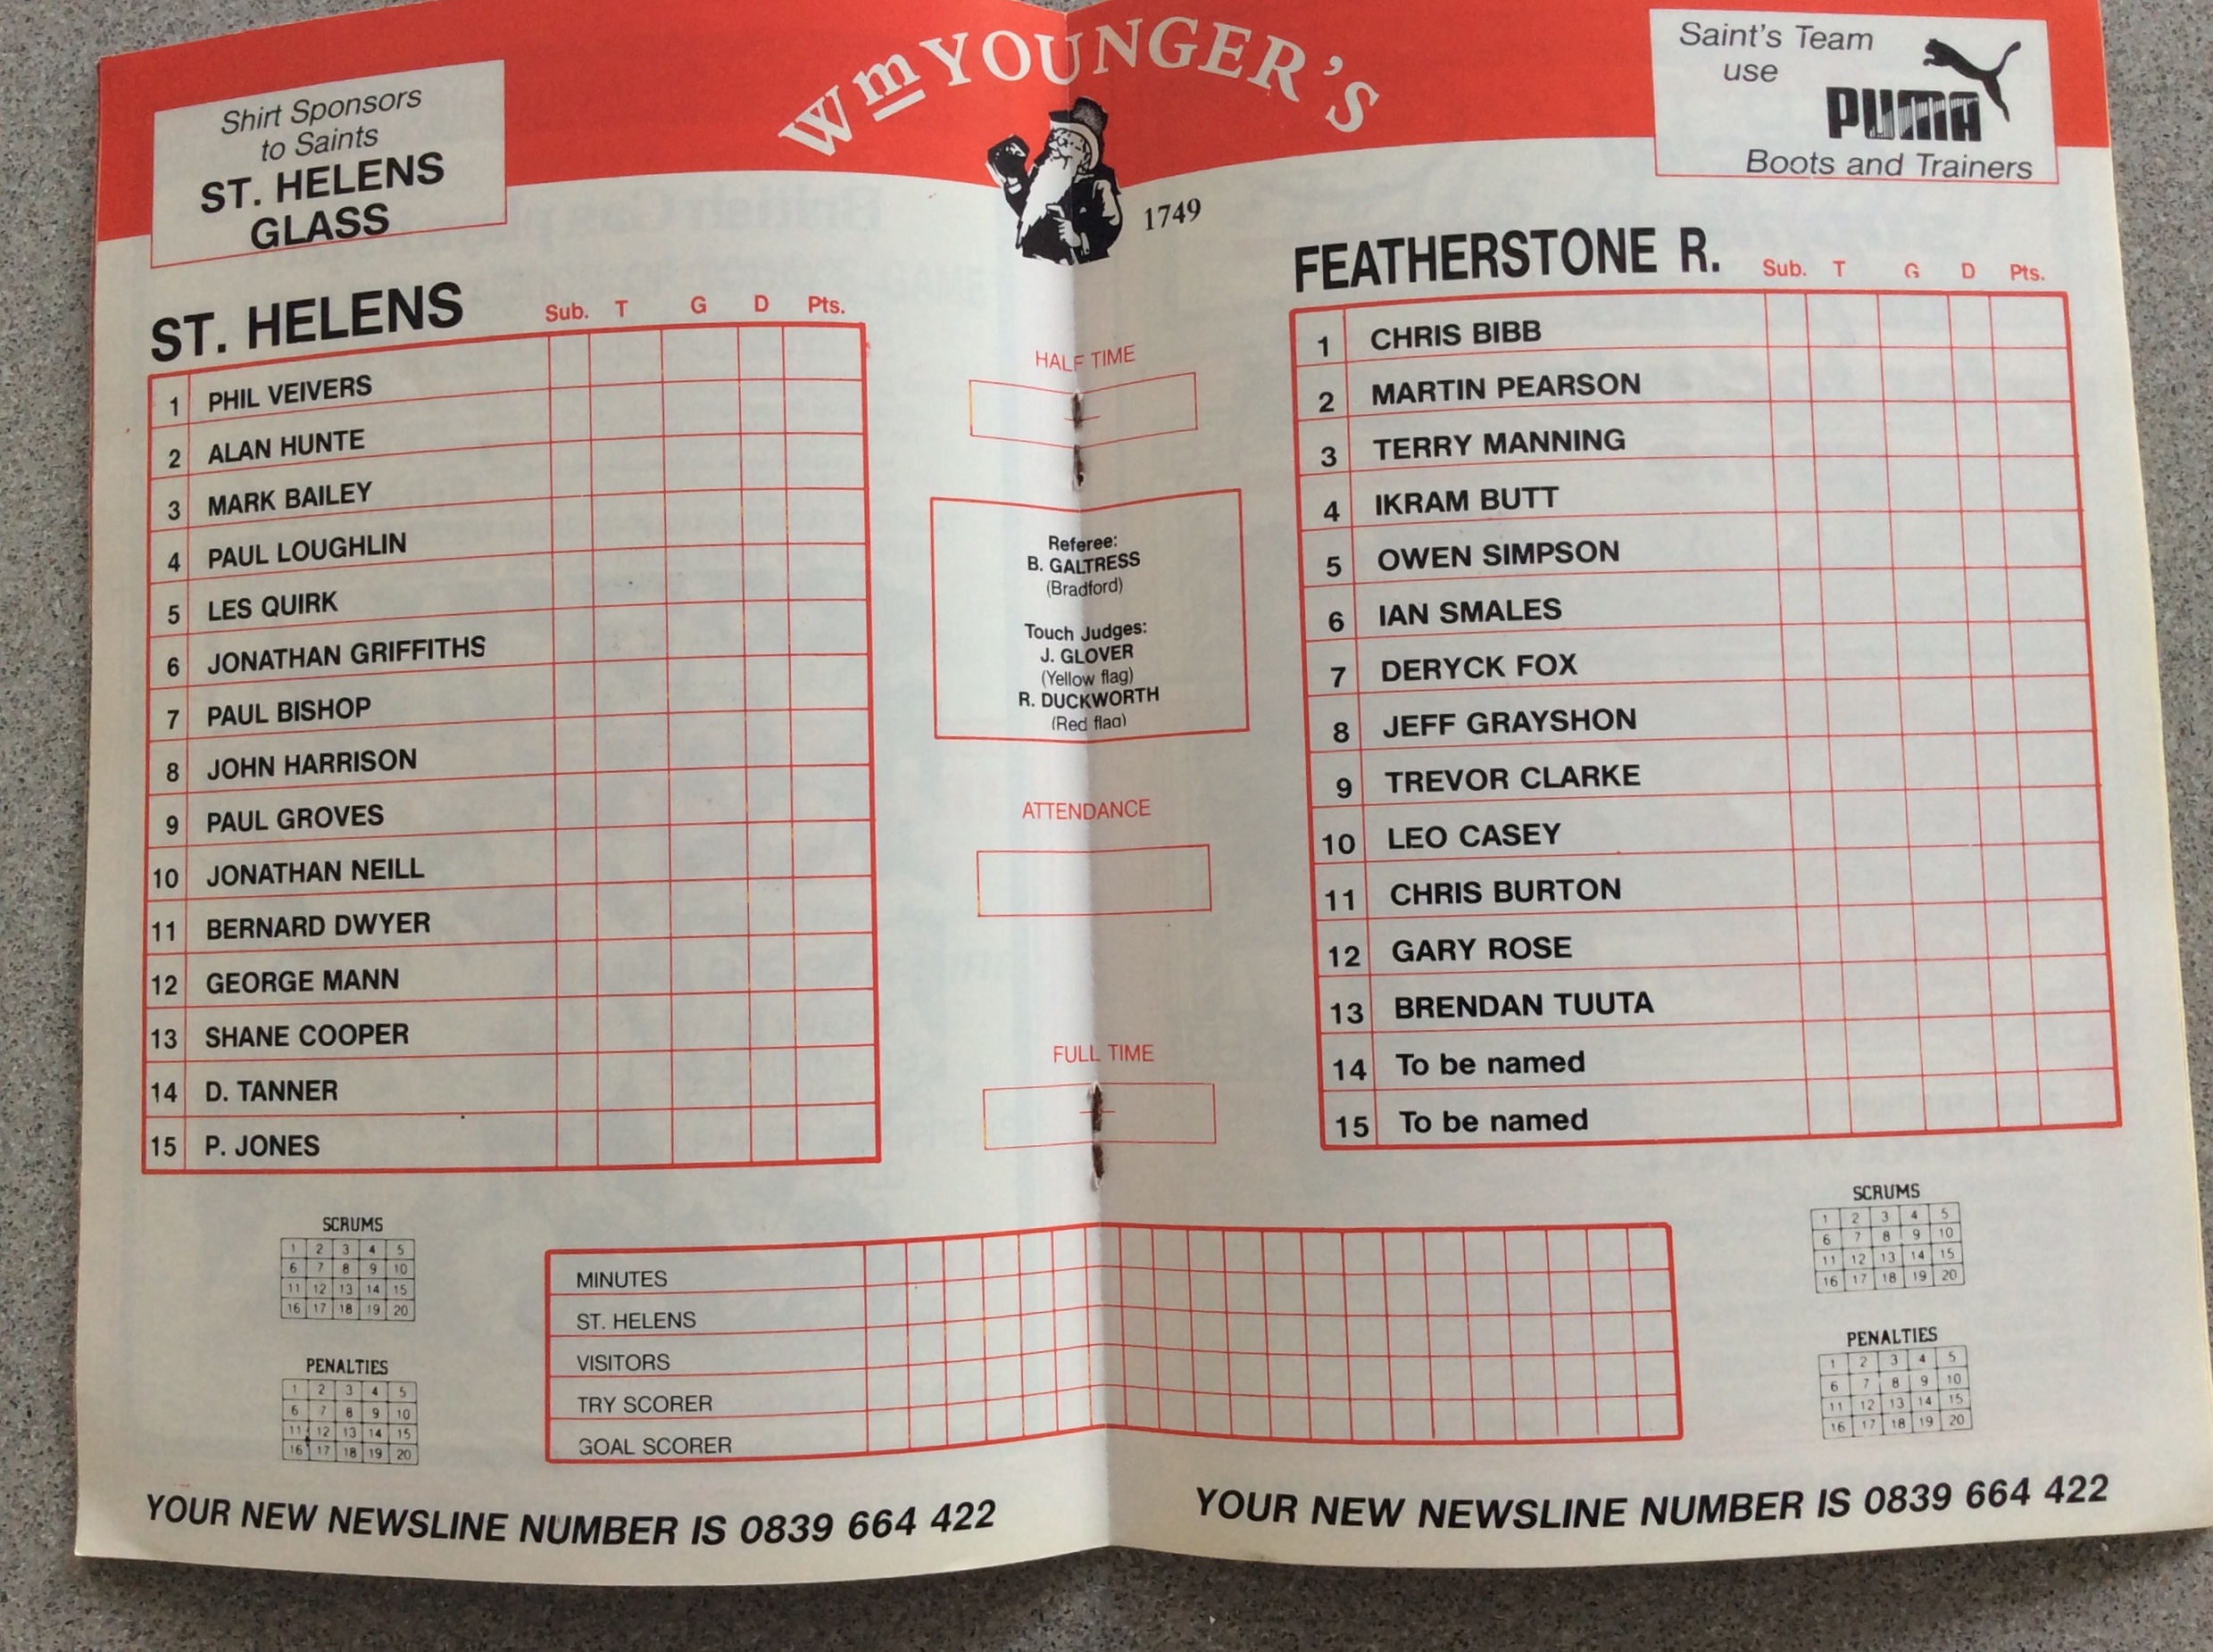 Shirt Sponsors
to Saints
ST. HELENS
GLASS
Wm YOUNGER'S
1749
Saint's Team
use
PUMA
Boots and Trainers
ST. HELENS
Sub. T G D Pts.
1 PHIL VEIVERS
2 ALAN HUNTE
3 MARK BAILEY
4 PAUL LOUGHLIN
5 LES QUIRK
6 JONATHAN GRIFFITHS
7 PAUL BISHOP
8 JOHN HARRISON
9 PAUL GROVES
10 JONATHAN NEILL
11 BERNARD DWYER
12 GEORGE MANN
13 SHANE COOPER
14 D. TANNER
15 P. JONES
HALF TIME
Referee:
B. GALTRESS
(Bradford)
Touch Judges:
J. GLOVER
(Yellow flag)
R. DUCKWORTH
(Red flag)
ATTENDANCE
FULL TIME
FEATHERSTONE R.
Sub. T G D Pts.
1 CHRIS BIBB
2 MARTIN PEARSON
3 TERRY MANNING
4 IKRAM BUTT
5 OWEN SIMPSON
6 IAN SMALES
7 DERYCK FOX
8 JEFF GRAYSHON
9 TREVOR CLARKE
10 LEO CASEY
11 CHRIS BURTON
12 GARY ROSE
13 BRENDAN TUUTA
14 To be named
15 To be named
SCRUMS
1 2 3 4 5
6 7 8 9 10
11 12 13 14 15
16 17 18 19 20
PENALTIES
1 2 3 4 5
6 7 8 9 10
11 12 13 14 15
16 17 18 19 20
MINUTES
ST. HELENS
VISITORS
TRY SCORER
GOAL SCORER
SCRUMS
1 2 3 4 5
6 7 8 9 10
11 12 13 14 15
16 17 18 19 20
PENALTIES
1 2 3 4 5
6 7 8 9 10
11 12 13 14 15
16 17 18 19 20
YOUR NEW NEWSLINE NUMBER IS 0839 664 422
YOUR NEW NEWSLINE NUMBER IS 0839 664 422